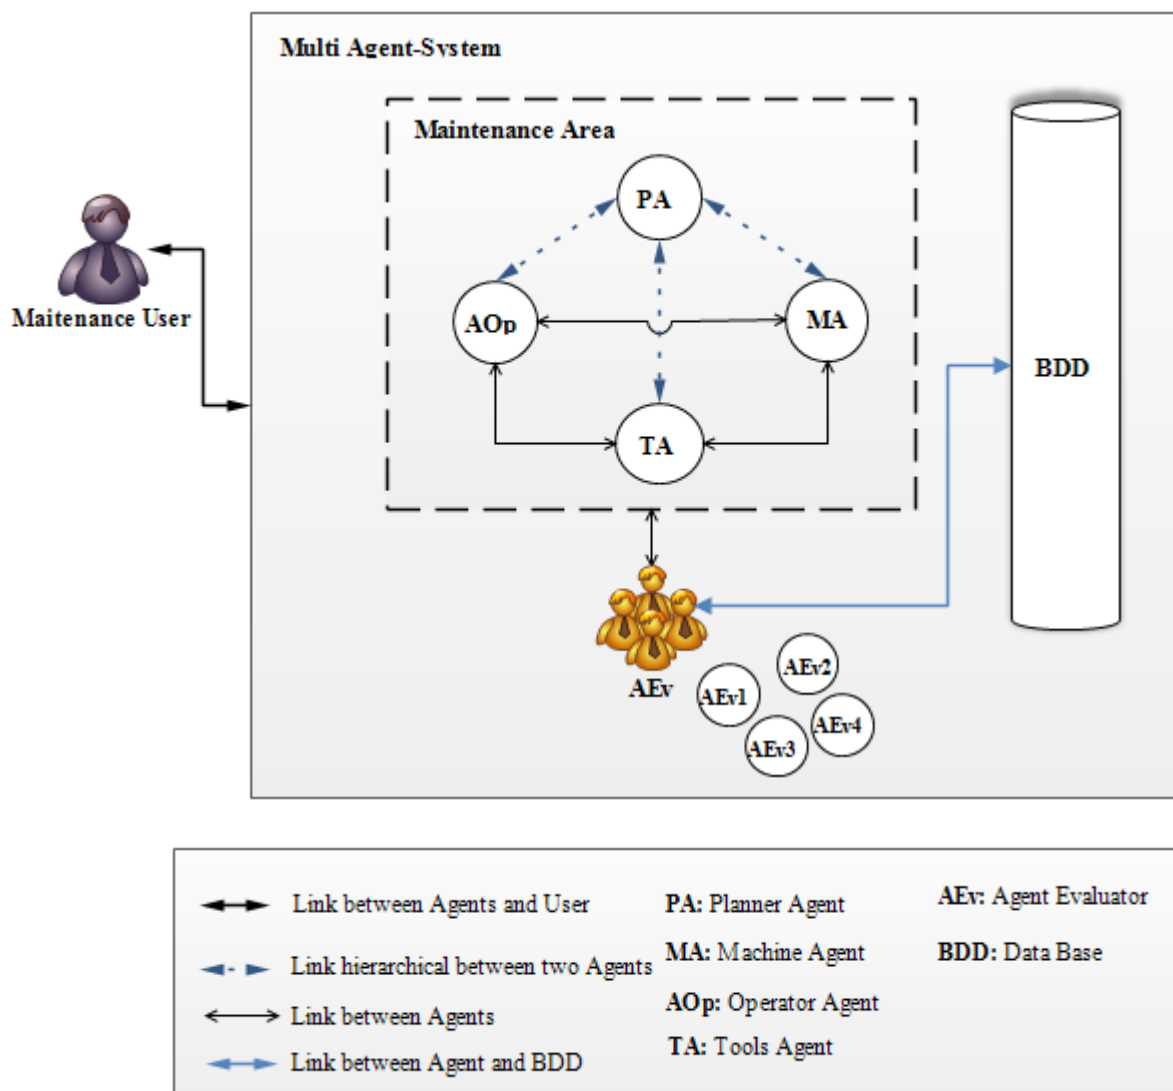 Multi Agent-System
Maintenance Area
PA
Maitenance User
AOp
MA
BDD
TA
AEv
AEv1
AEv2
AEv3
AEv4
Link between Agents and User
Link hierarchical between two Agents
Link between Agents
Link between Agent and BDD
PA: Planner Agent
MA: Machine Agent
AOp: Operator Agent
TA: Tools Agent
AEv: Agent Evaluator
BDD: Data Base